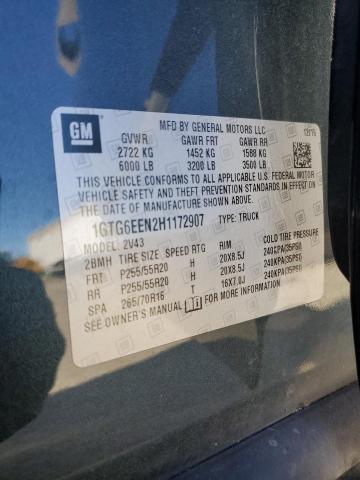 GM
MFD BY GENERAL MOTORS LLC
GVWR GAWR FRT GAWR RR
2722 KG 1452 KG 1588 KG
6000 LB 3200 LB 3500 LB
THIS VEHICLE CONFORMS TO ALL APPLICABLE U.S.
FEDERAL MOTOR VEHICLE SAFETY AND THEFT PREVENTION STANDARDS IN EFFECT
ON THE DATE OF MANUFACTURE SHOWN ABOVE.
1GTG6EEN2H1172907 TYPE: TRUCK
MODEL: 2V43
2BMH TIRE SIZE SPEED RTG RIM COLD TIRE PRESSURE
FRT P255/55R20 H 20X8.5J 240KPA(35PSI)
RR P255/55R20 H 20X8.5J 240KPA(35PSI)
SPA 265/70R16 T 16X7.0J 240KPA(35PSI)
SEE OWNER'S MANUAL FOR MORE INFORMATION.